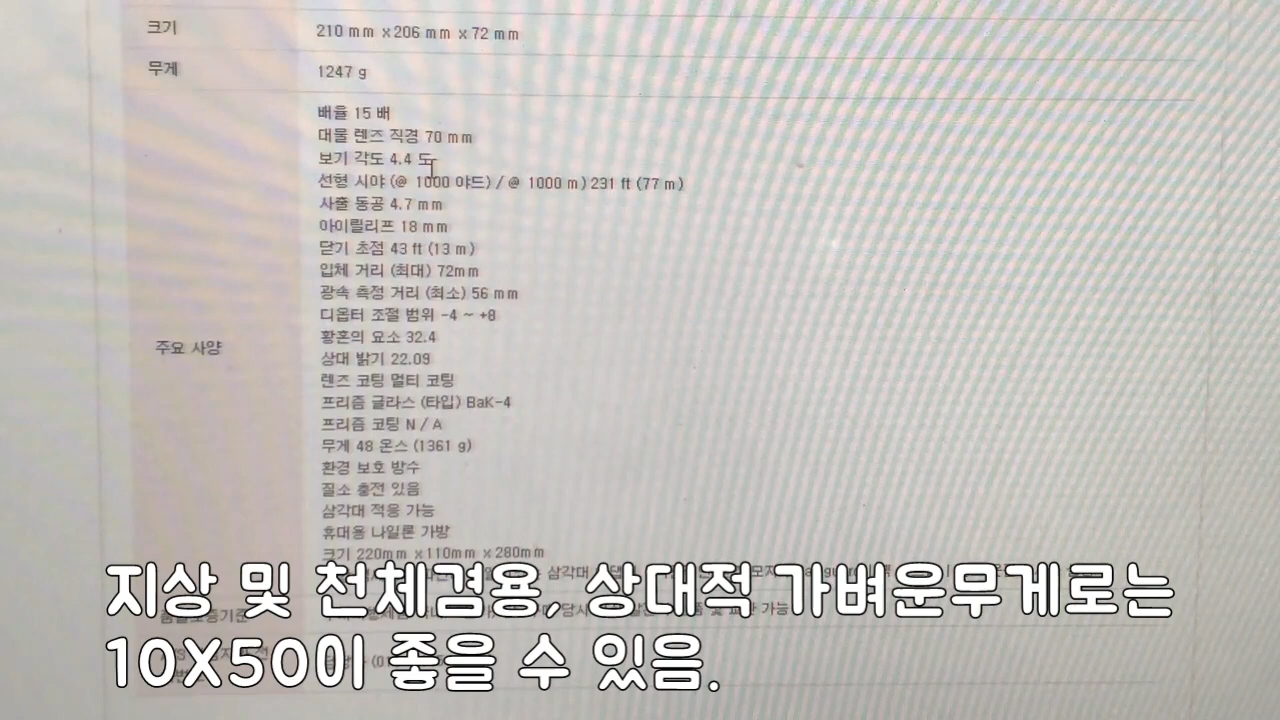 크기
210 mm x 206 mm x 72 mm
무게
1247 g
배율 15 배
대물 렌즈 직경 70 mm
보기 각도 4.4 도
선형 시야 (@ 1000 야드) / @ 1000 m ) 231 ft (77 m )
사출 동공 4.7 mm
아이릴리프 18 mm
닫기 초점 43 ft (13 m )
입체 거리 (최대) 72mm
광속 측정 거리 (최소) 56 mm
디옵터 조절 범위 -4 ~ +8
황혼의 요소 32.4
주요 사양
상대 밝기 22.09
렌즈 코팅 멀티 코팅
프리즘 글라스 (타입) BaK-4
프리즘 코팅 N / A
무게 48 온스 (1361 g)
환경 보호 방수
질소 충전 있음
삼각대 적응 가능
휴대용 나일론 가방
크기 220mm x 110mm x 280mm
지상 및 천체겸용, 상대적 가벼운무게로는
10X50이 좋을 수 있음.